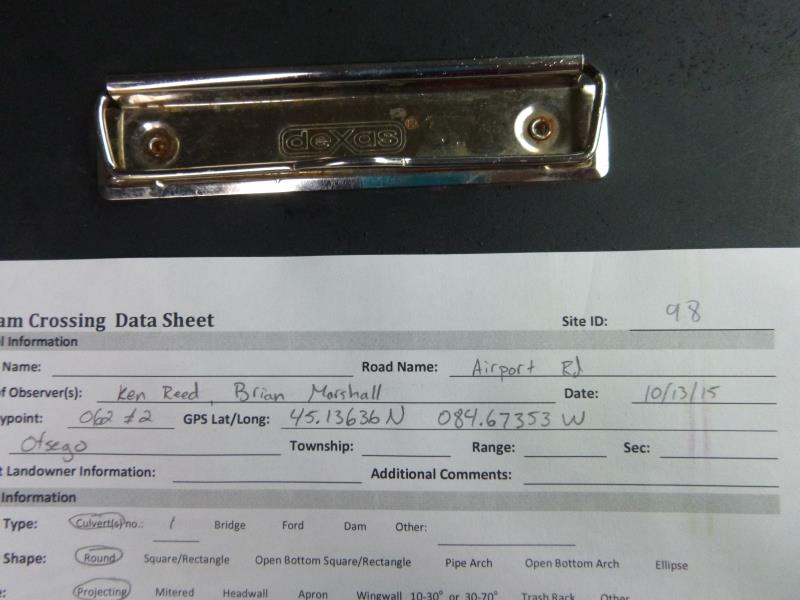 dexas®
am Crossing Data Sheet Site ID: 98
l Information
Name: Road Name: Airport Rd
of Observer(s): Ken Reed, Brian Marshall Date: 10/13/15
ypoint: 062 #2 GPS Lat/Long: 45.13636N 084.67353 W
Otsego Township: Range: Sec:
t Landowner Information: Additional Comments:
Information
Type: Culvert(s) no.: 1 Bridge Ford Dam Other:
Shape: Round Square/Rectangle Open Bottom Square/Rectangle Pipe Arch Open Bottom Arch Ellipse
e: Projecting Mitered Headwall Apron Wingwall 10-30° or 30-70° Trash Rack Other